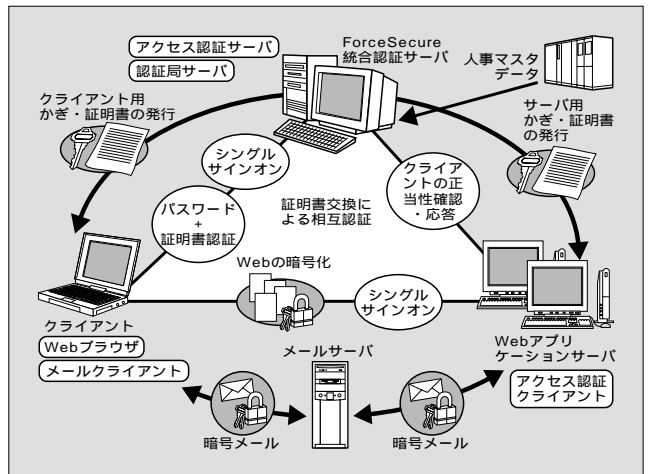 アクセス認証サーバ
認証局サーバ
ForceSecure
統合認証サーバ
人事マスタ
データ
クライアント用
かぎ・証明書の発行
サーバ用
かぎ・証明書
の発行
シングル
サインオン
クライア
ントの正
当性確認
・応答
パスワード
+
証明書認証
証明書交換に
よる相互認証
Webの暗号化
シングル
サインオン
クライアント
Webブラウザ
メールクライアント
メールサーバ
Webアプリ
ケーションサーバ
アクセス認証
クライアント
暗号メール
暗号メール